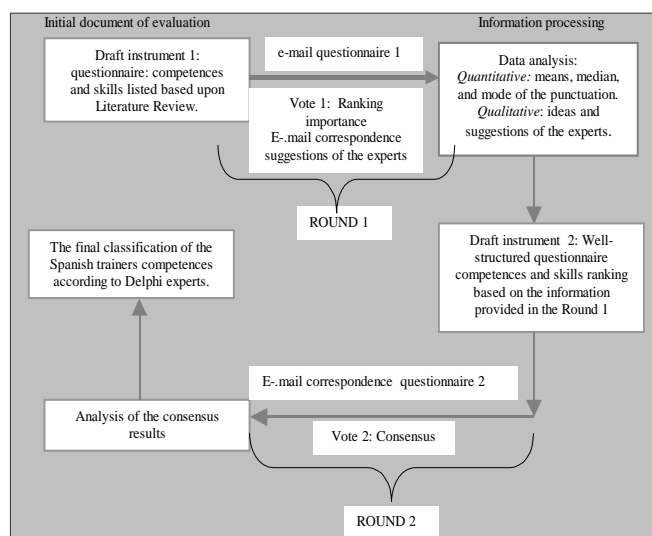 Initial document of evaluation
Information processing
Draft instrument 1:
questionnaire: competences
and skills listed based upon
Literature Review.
e-mail questionnaire 1
Vote 1: Ranking
importance
E-.mail correspondence
suggestions of the experts
Data analysis:
Quantitative: means, median,
and mode of the punctuation.
Qualitative: ideas and
suggestions of the experts.
ROUND 1
Draft instrument 2: Well-
structured questionnaire
competences and skills ranking
based on the information
provided in the Round 1
The final classification of the
Spanish trainers competences
according to Delphi experts.
E-.mail correspondence questionnaire 2
Analysis of the consensus
results
Vote 2: Consensus
ROUND 2